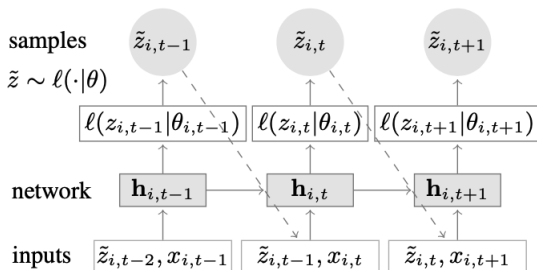 samples z̃_{i,t−1} z̃_{i,t} z̃_{i,t+1}
z̃ ∼ ℓ(·|θ)
ℓ(z_{i,t−1}|θ_{i,t−1}) ℓ(z_{i,t}|θ_{i,t}) ℓ(z_{i,t+1}|θ_{i,t+1})
network h_{i,t−1} h_{i,t} h_{i,t+1}
inputs z̃_{i,t−2}, x_{i,t−1} z̃_{i,t−1}, x_{i,t} z̃_{i,t}, x_{i,t+1}